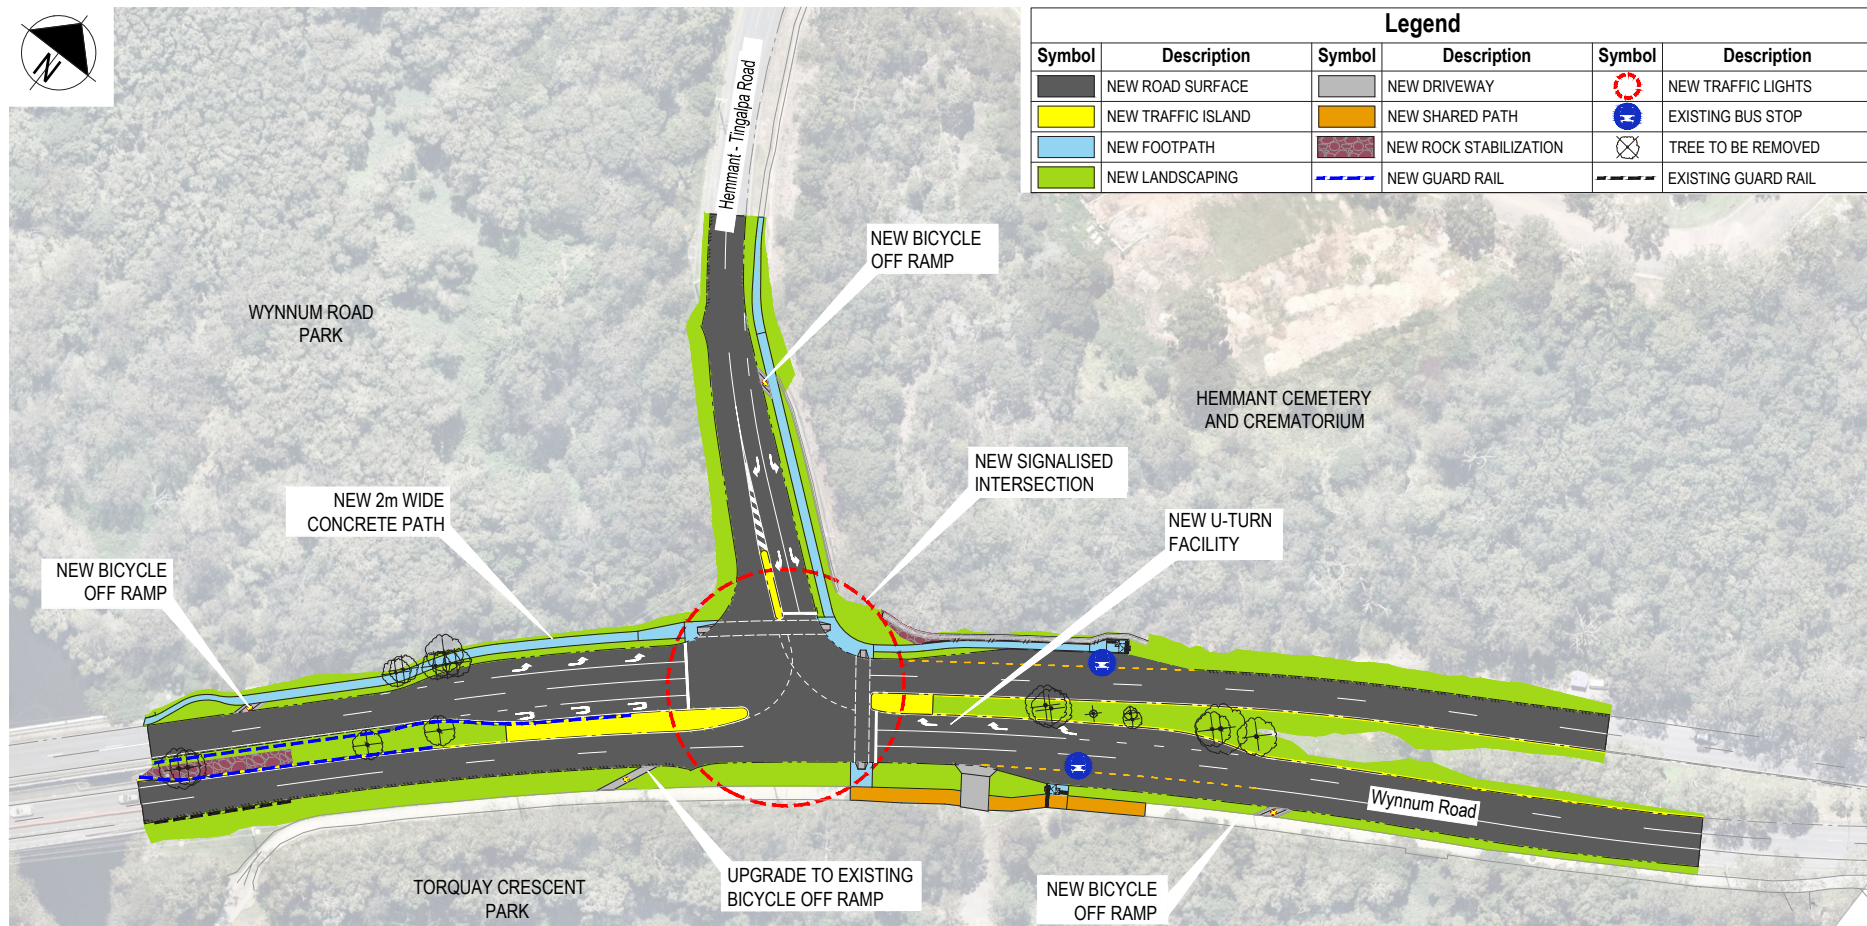 N
Legend
Symbol Description Symbol Description Symbol Description
NEW ROAD SURFACE NEW DRIVEWAY NEW TRAFFIC LIGHTS
NEW TRAFFIC ISLAND NEW SHARED PATH EXISTING BUS STOP
NEW FOOTPATH NEW ROCK STABILIZATION TREE TO BE REMOVED
NEW LANDSCAPING NEW GUARD RAIL EXISTING GUARD RAIL
Hemmant - Tingalpa Road
NEW BICYCLE
OFF RAMP
WYNNUM ROAD
PARK
HEMMANT CEMETERY
AND CREMATORIUM
NEW SIGNALISED
INTERSECTION
NEW 2m WIDE
CONCRETE PATH
NEW U-TURN
FACILITY
NEW BICYCLE
OFF RAMP
Wynnum Road
UPGRADE TO EXISTING
BICYCLE OFF RAMP
TORQUAY CRESCENT
PARK
NEW BICYCLE
OFF RAMP